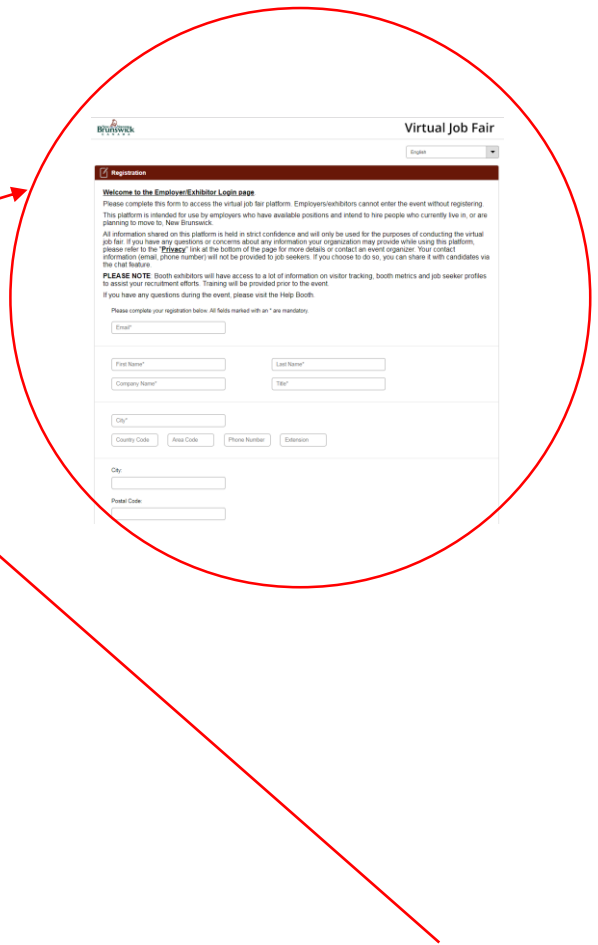 Brunswick
CANADA
Virtual Job Fair
English
Registration
Welcome to the Employer/Exhibitor Login page.
Please complete this form to access the virtual job fair platform. Employers/exhibitors cannot enter the event without registering.
This platform is intended for use by employers who have available positions and intend to hire people who currently live in, or are
planning to move to, New Brunswick.
All information shared on this platform is held in strict confidence and will only be used for the purposes of conducting the virtual
job fair. If you have any questions or concerns about any information your organization may provide while using this platform,
please refer to the "Privacy" link at the bottom of the page for more details or contact an event organizer. Your contact
information (email, phone number) will not be provided to job seekers. If you choose to do so, you can share it with candidates via
the chat feature.
PLEASE NOTE: Booth exhibitors will have access to a lot of information on visitor tracking, booth metrics and job seeker profiles
to assist your recruitment efforts. Training will be provided prior to the event.
If you have any questions during the event, please visit the Help Booth.
Please complete your registration below. All fields marked with an * are mandatory.
Email*
First Name* Last Name*
Company Name* Title*
City*
Country Code Area Code Phone Number Extension
City:
Postal Code: